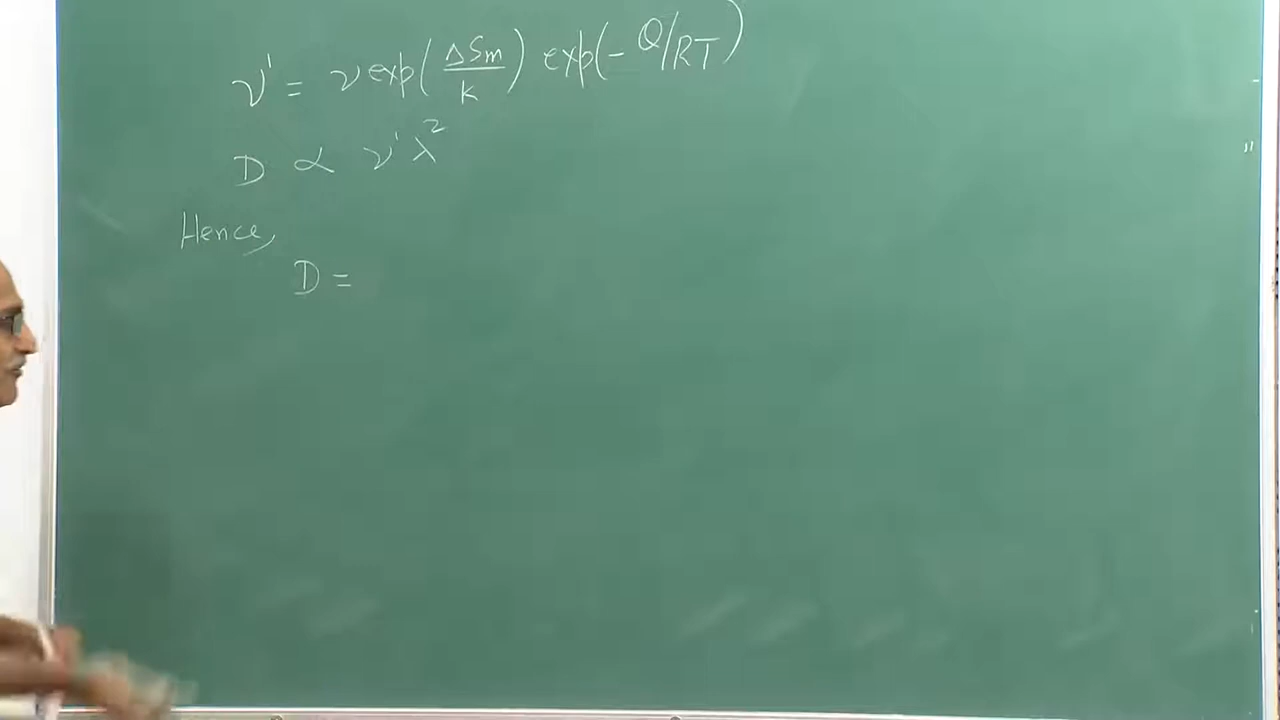 ν' = ν exp(ΔSm/k) exp(-Q/RT)
D ∝ ν' λ²
Hence,
D =